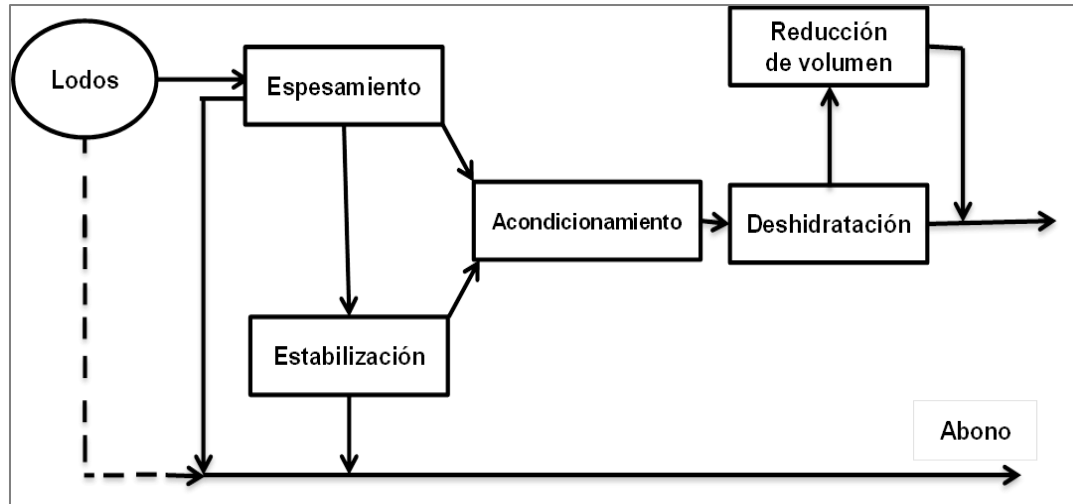 Lodos
Espesamiento
Reducción
de volumen
Acondicionamiento
Deshidratación
Estabilización
Abono